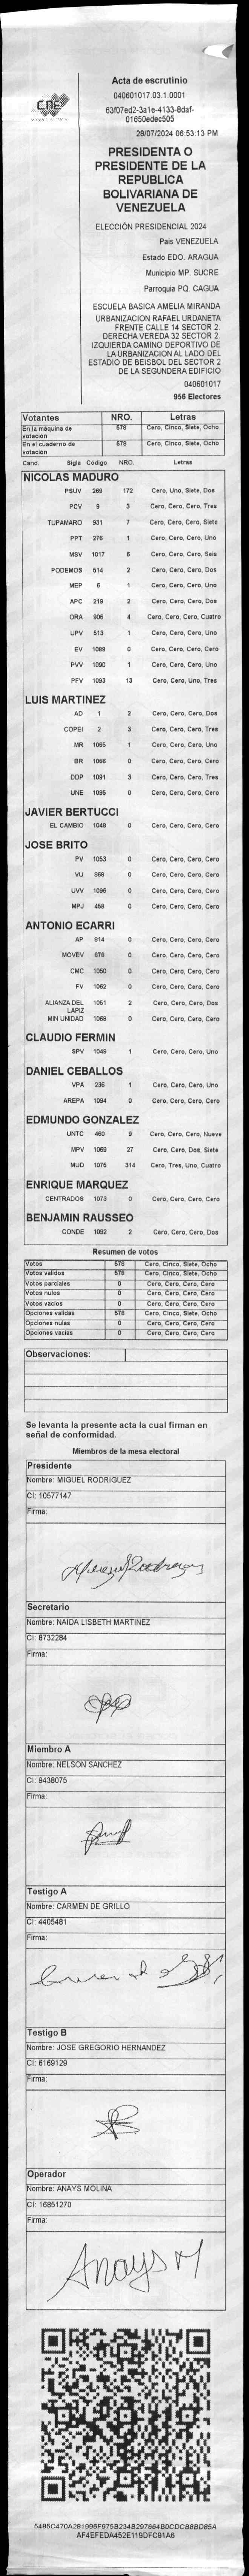 Acta de escrutinio
CNE
040601017.03.1.0001
63f07ed2-3a1e-4133-8daf-
01650edec505
28/07/2024 06:53:13 PM
PRESIDENTA O
PRESIDENTE DE LA
REPUBLICA
BOLIVARIANA DE
VENEZUELA
ELECCIÓN PRESIDENCIAL 2024
País VENEZUELA
Estado EDO. ARAGUA
Municipio MP. SUCRE
Parroquia PQ. CAGUA
ESCUELA BASICA AMELIA MIRANDA
URBANIZACION RAFAEL URDANETA
FRENTE CALLE 14 SECTOR 2.
DERECHA VEREDA 32 SECTOR 2.
IZQUIERDA CAMINO DEPORTIVO DE
LA URBANIZACION AL LADO DEL
ESTADIO DE BEISBOL DEL SECTOR 2
DE LA SEGUNDERA EDIFICIO
040601017
956 Electores
Votantes NRO. Letras
En la máquina de votación 578 Cero, Cinco, Siete, Ocho
En el cuaderno de votación 578 Cero, Cinco, Siete, Ocho
Cand. Sigla Código NRO. Letras
NICOLAS MADURO
PSUV 269 172 Cero, Uno, Siete, Dos
PCV 9 3 Cero, Cero, Cero, Tres
TUPAMARO 931 7 Cero, Cero, Cero, Siete
PPT 276 1 Cero, Cero, Cero, Uno
MSV 1017 6 Cero, Cero, Cero, Seis
PODEMOS 514 2 Cero, Cero, Cero, Dos
MEP 6 1 Cero, Cero, Cero, Uno
APC 219 2 Cero, Cero, Cero, Dos
ORA 906 4 Cero, Cero, Cero, Cuatro
UPV 513 1 Cero, Cero, Cero, Uno
EV 1089 0 Cero, Cero, Cero, Cero
PVV 1090 1 Cero, Cero, Cero, Uno
PFV 1093 13 Cero, Cero, Uno, Tres
LUIS MARTINEZ
AD 1 2 Cero, Cero, Cero, Dos
COPEI 2 3 Cero, Cero, Cero, Tres
MR 1065 1 Cero, Cero, Cero, Uno
BR 1066 0 Cero, Cero, Cero, Cero
DDP 1091 3 Cero, Cero, Cero, Tres
UNE 1095 0 Cero, Cero, Cero, Cero
JAVIER BERTUCCI
EL CAMBIO 1048 0 Cero, Cero, Cero, Cero
JOSE BRITO
PV 1053 0 Cero, Cero, Cero, Cero
VU 868 0 Cero, Cero, Cero, Cero
UVV 1096 0 Cero, Cero, Cero, Cero
MPJ 458 0 Cero, Cero, Cero, Cero
ANTONIO ECARRI
AP 814 0 Cero, Cero, Cero, Cero
MOVEV 878 0 Cero, Cero, Cero, Cero
CMC 1050 0 Cero, Cero, Cero, Cero
FV 1062 0 Cero, Cero, Cero, Cero
ALIANZA DEL LAPIZ 1051 2 Cero, Cero, Cero, Dos
MIN UNIDAD 1068 0 Cero, Cero, Cero, Cero
CLAUDIO FERMIN
SPV 1049 1 Cero, Cero, Cero, Uno
DANIEL CEBALLOS
VPA 236 1 Cero, Cero, Cero, Uno
AREPA 1094 0 Cero, Cero, Cero, Cero
EDMUNDO GONZALEZ
UNTC 460 9 Cero, Cero, Cero, Nueve
MPV 1069 27 Cero, Cero, Dos, Siete
MUD 1075 314 Cero, Tres, Uno, Cuatro
ENRIQUE MARQUEZ
CENTRADOS 1073 0 Cero, Cero, Cero, Cero
BENJAMIN RAUSSEO
CONDE 1092 2 Cero, Cero, Cero, Dos
Resumen de votos
Votos 578 Cero, Cinco, Siete, Ocho
Votos validos 578 Cero, Cinco, Siete, Ocho
Votos parciales 0 Cero, Cero, Cero, Cero
Votos nulos 0 Cero, Cero, Cero, Cero
Votos vacios 0 Cero, Cero, Cero, Cero
Opciones validas 578 Cero, Cinco, Siete, Ocho
Opciones nulas 0 Cero, Cero, Cero, Cero
Opciones vacias 0 Cero, Cero, Cero, Cero
Observaciones:
Se levanta la presente acta la cual firman en
señal de conformidad.
Miembros de la mesa electoral
Presidente
Nombre: MIGUEL RODRIGUEZ
CI: 10577147
Firma:
Secretario
Nombre: NAIDA LISBETH MARTINEZ
CI: 8732284
Firma:
Miembro A
Nombre: NELSON SANCHEZ
CI: 9438075
Firma:
Testigo A
Nombre: CARMEN DE GRILLO
CI: 4405481
Firma:
Testigo B
Nombre: JOSE GREGORIO HERNANDEZ
CI: 6169129
Firma:
Operador
Nombre: ANAYS MOLINA
CI: 16851270
Firma:
Anays M
5485C470A281996F975B234B297664B0CDCB8BD85A
AF4EFEDA452E119DFC91A6